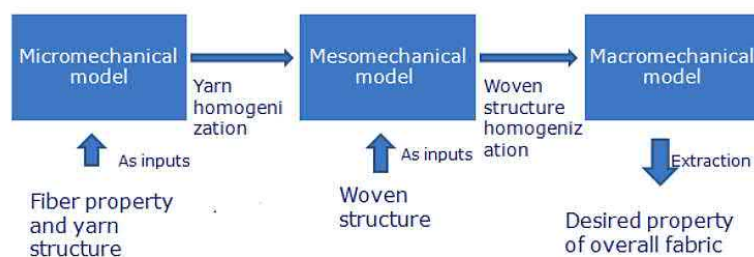 Micromechanical
model
Mesomechanical
model
Macromechanical
model
Yarn
homogeni
zation
Woven
structure
homogeniz
ation
As inputs
As inputs
Extraction
Fiber property
and yarn
structure
Woven
structure
Desired property
of overall fabric